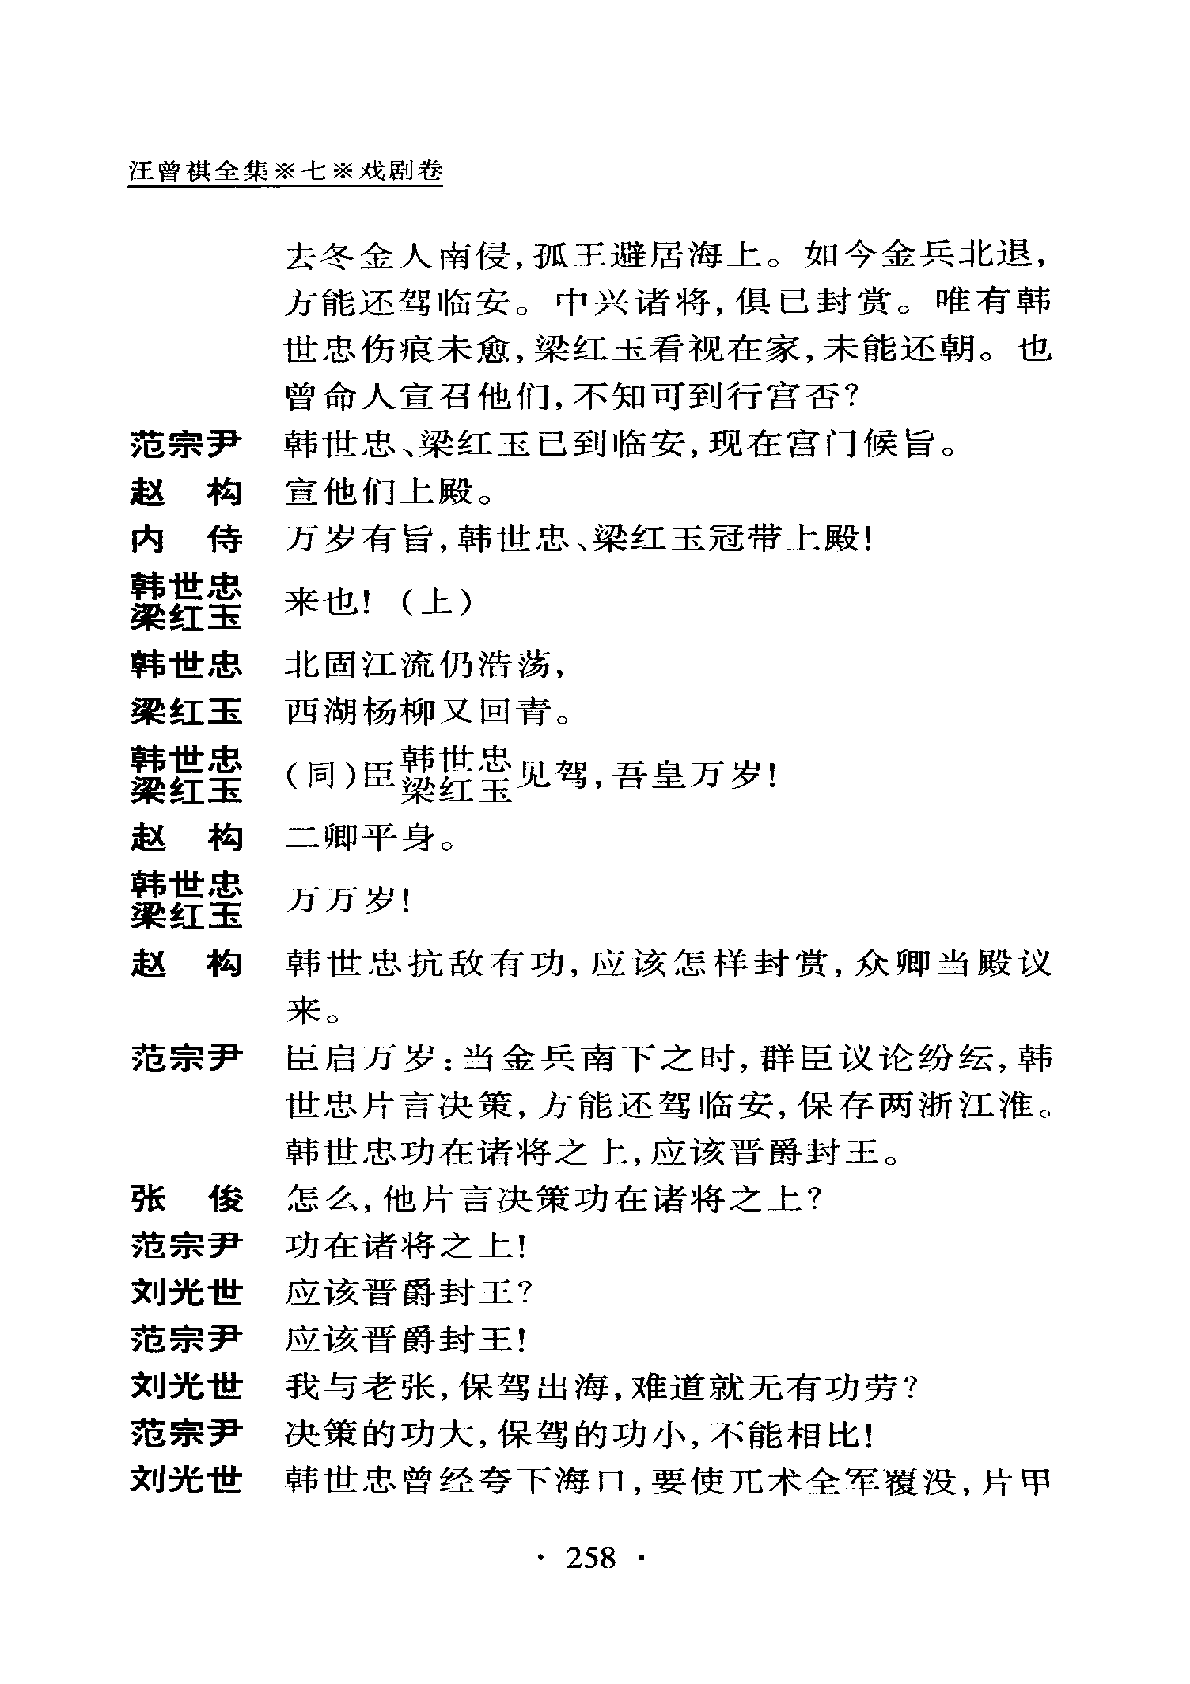 汪曾祺全集※七※戏剧卷
去冬金人南侵,孤王避居海上。如今金兵北退,
方能还驾临安。中兴诸将,俱已封赏。唯有韩
世忠伤痕未愈,梁红玉看视在家,未能还朝。也
曾命人宣召他们,不知可到行宫否?
范宗尹 韩世忠、梁红玉已到临安,现在宫门候旨。
赵 构 宣他们上殿。
内 侍 万岁有旨,韩世忠、梁红玉冠带上殿!
韩世忠
梁红玉 来也!(上)
韩世忠 北固江流仍浩荡,
梁红玉 西湖杨柳又回青。
韩世忠
梁红玉 (同)臣韩世忠
梁红玉见驾,吾皇万岁!
赵 构 二卿平身。
韩世忠
梁红玉 万万岁!
赵 构 韩世忠抗敌有功,应该怎样封赏,众卿当殿议
来。
范宗尹 臣启万岁:当金兵南下之时,群臣议论纷纭,韩
世忠片言决策,方能还驾临安,保存两浙江淮。
韩世忠功在诸将之上,应该晋爵封王。
张 俊 怎么,他片言决策功在诸将之上?
范宗尹 功在诸将之上!
刘光世 应该晋爵封王?
范宗尹 应该晋爵封王!
刘光世 我与老张,保驾出海,难道就无有功劳?
范宗尹 决策的功大,保驾的功小,不能相比!
刘光世 韩世忠曾经夸下海口,要使兀术全军覆没,片甲
· 258 ·